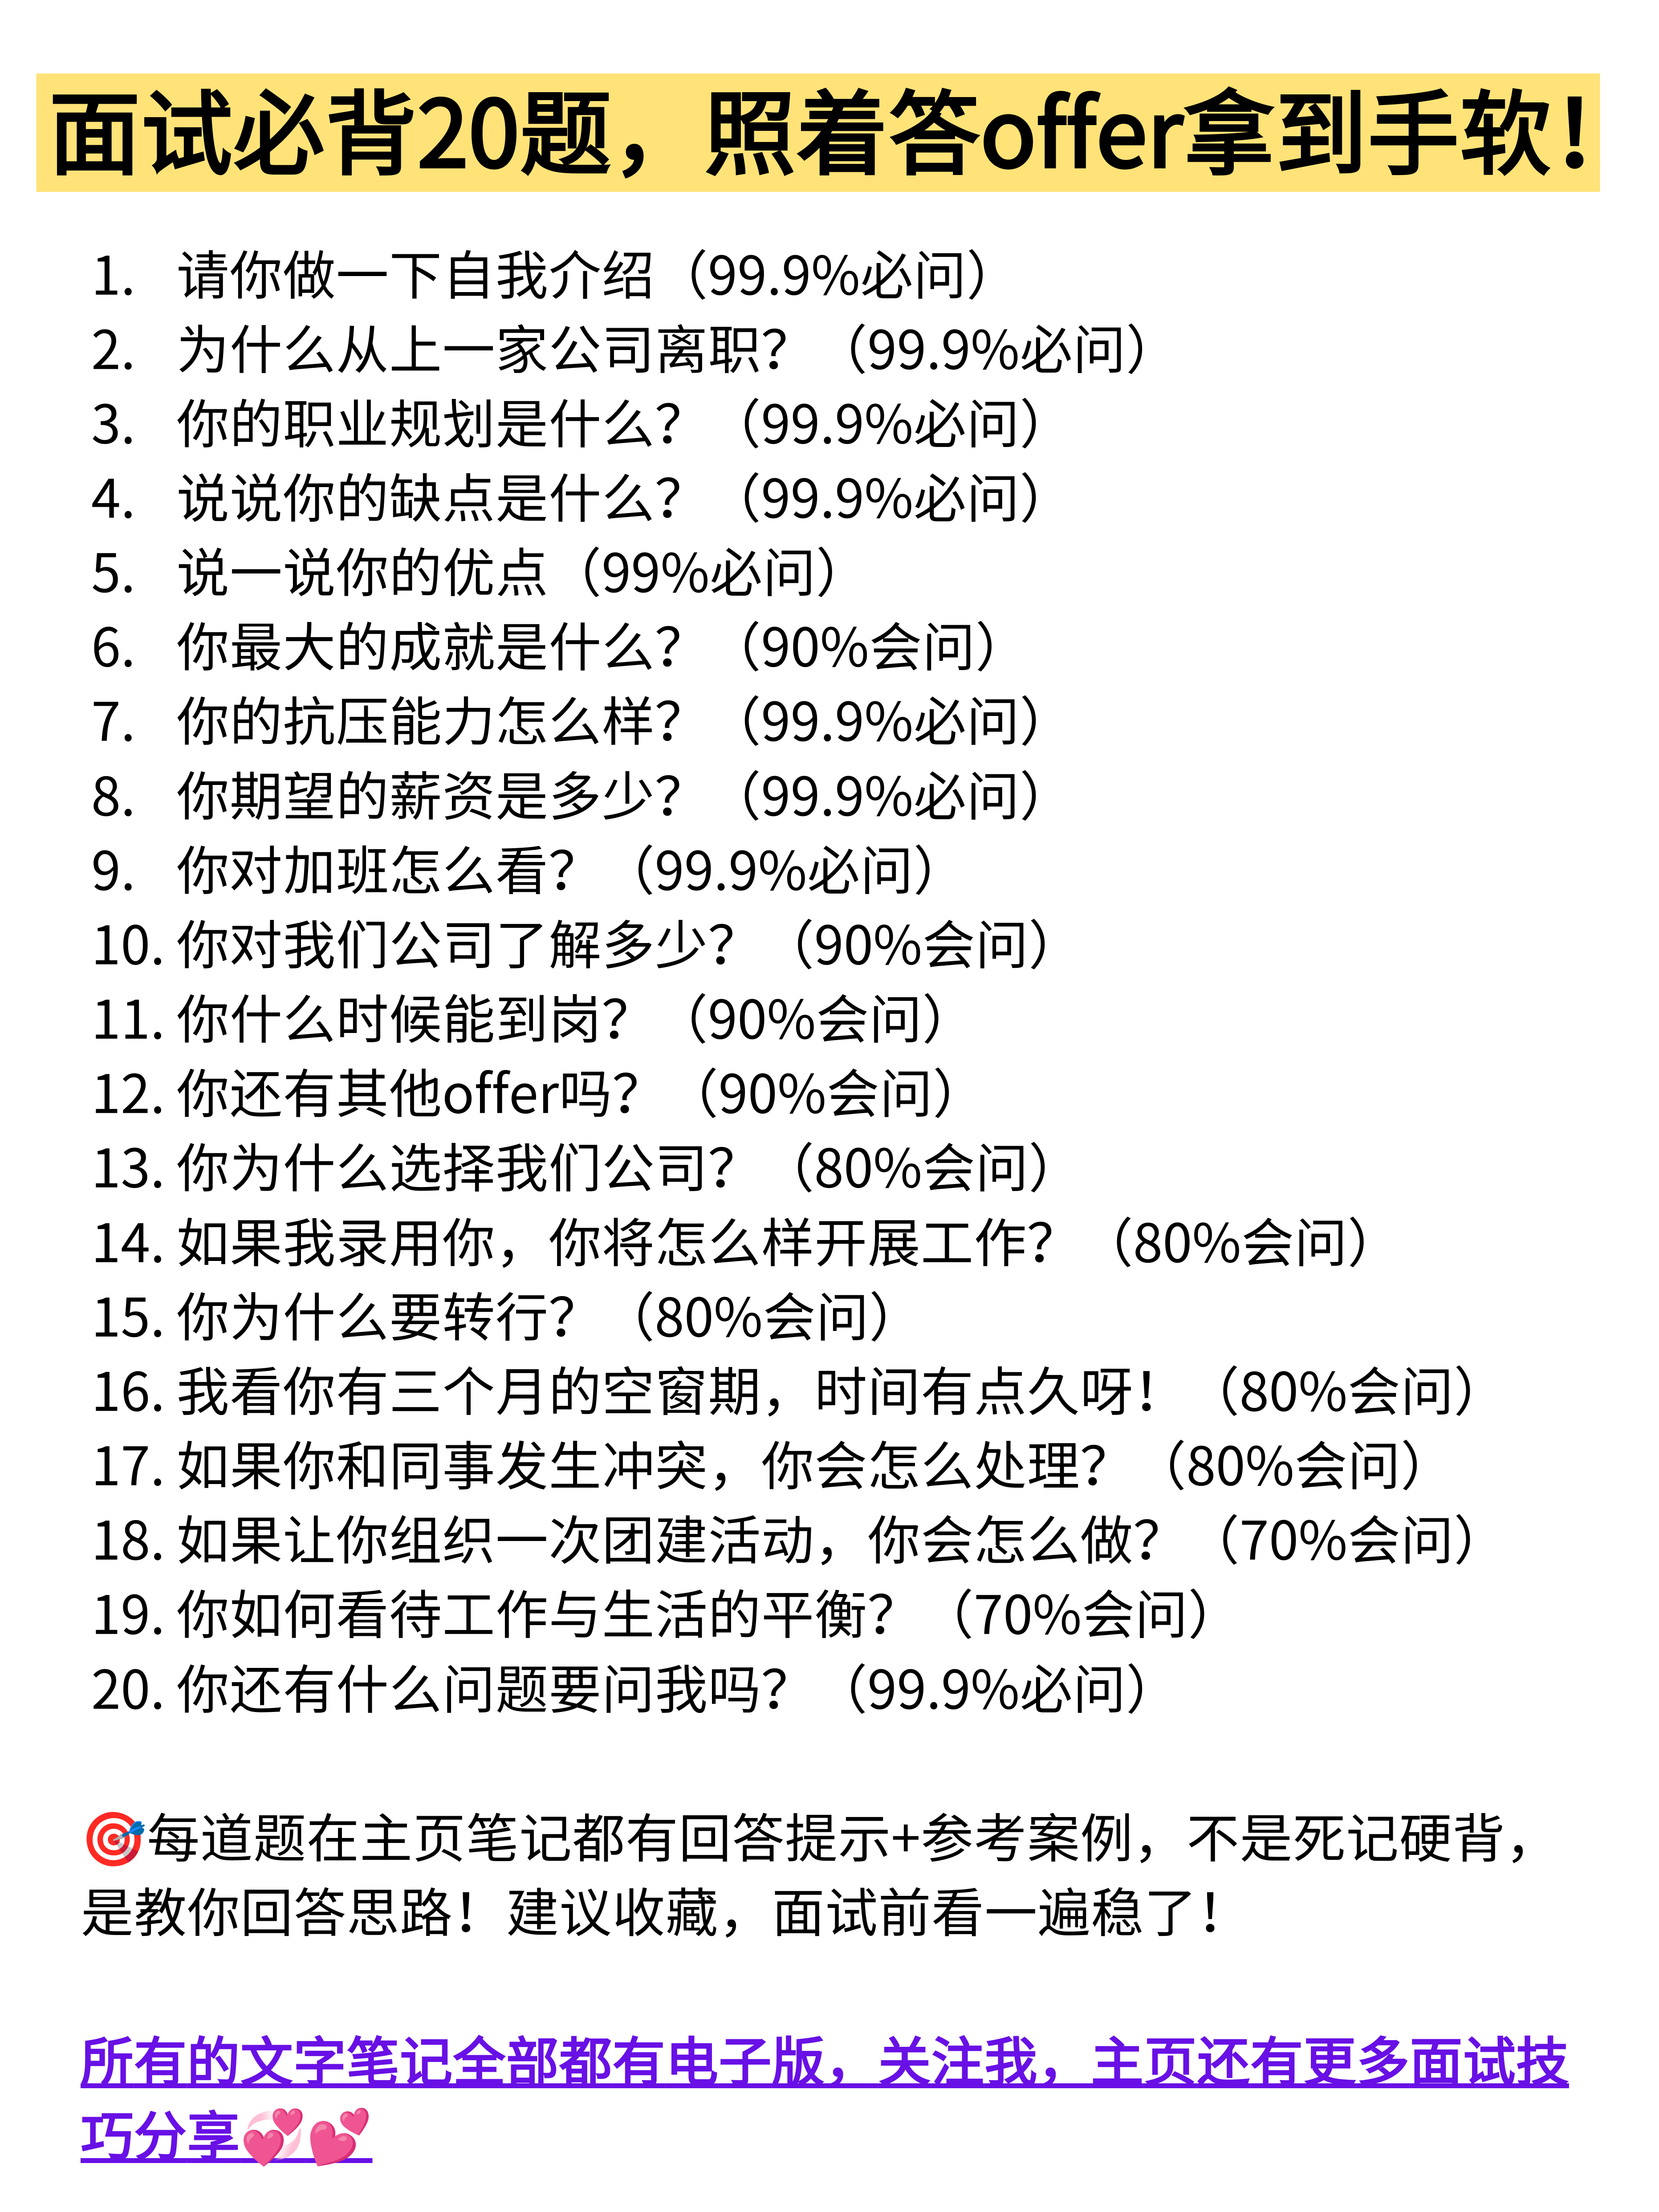 面试必背20题，照着答offer拿到手软！
1. 请你做一下自我介绍（99.9%必问）
2. 为什么从上一家公司离职？（99.9%必问）
3. 你的职业规划是什么？（99.9%必问）
4. 说说你的缺点是什么？（99.9%必问）
5. 说一说你的优点（99%必问）
6. 你最大的成就是什么？（90%会问）
7. 你的抗压能力怎么样？（99.9%必问）
8. 你期望的薪资是多少？（99.9%必问）
9. 你对加班怎么看？（99.9%必问）
10. 你对我们公司了解多少？（90%会问）
11. 你什么时候能到岗？（90%会问）
12. 你还有其他offer吗？（90%会问）
13. 你为什么选择我们公司？（80%会问）
14. 如果我录用你，你将怎么样开展工作？（80%会问）
15. 你为什么要转行？（80%会问）
16. 我看你有三个月的空窗期，时间有点久呀！（80%会问）
17. 如果你和同事发生冲突，你会怎么处理？（80%会问）
18. 如果让你组织一次团建活动，你会怎么做？（70%会问）
19. 你如何看待工作与生活的平衡？（70%会问）
20. 你还有什么问题要问我吗？（99.9%必问）
🎯每道题在主页笔记都有回答提示+参考案例，不是死记硬背，
是教你回答思路！建议收藏，面试前看一遍稳了！
所有的文字笔记全部都有电子版，关注我，主页还有更多面试技
巧分享💞💕